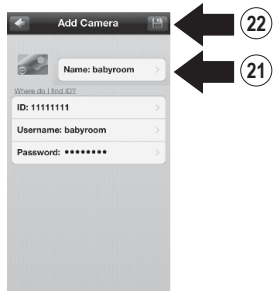 Add Camera
22
Name: babyroom
21
Where do I find ID?
ID: 11111111
Username: babyroom
Password: ••••••••